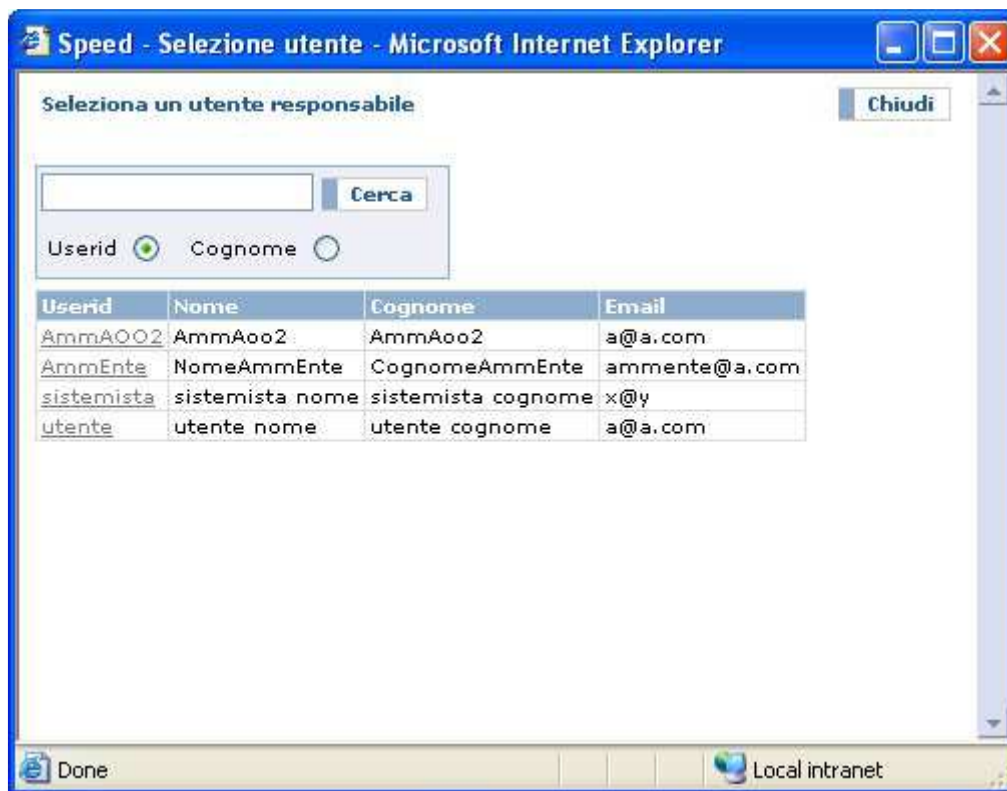 Speed - Selezione utente - Microsoft Internet Explorer
Seleziona un utente responsabile Chiudi
Cerca
Userid Cognome
Userid Nome Cognome Email
AmmAOO2 AmmAoo2 AmmAoo2 a@a.com
AmmEnte NomeAmmEnte CognomeAmmEnte ammente@a.com
sistemista sistemista nome sistemista cognome x@y
utente utente nome utente cognome a@a.com
Done Local intranet